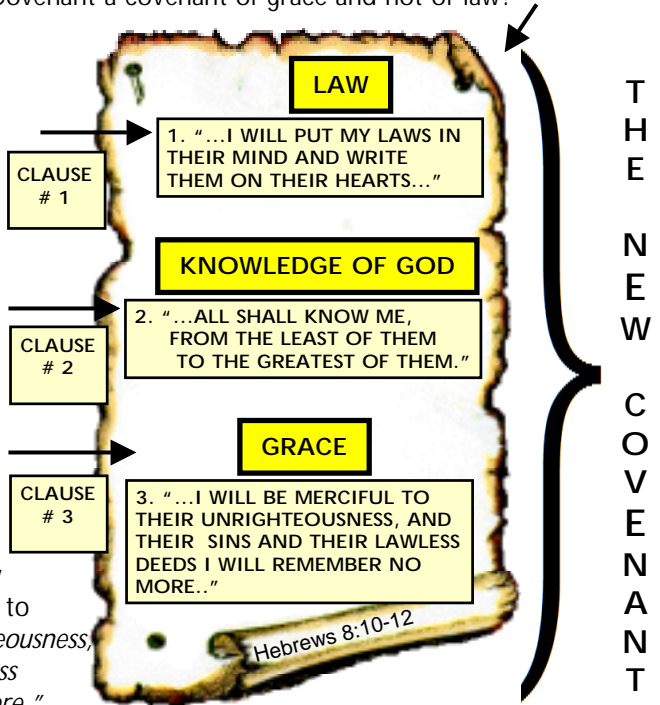 Covenant a covenant of grace and not of law?
LAW
1. “...I WILL PUT MY LAWS IN
THEIR MIND AND WRITE
THEM ON THEIR HEARTS...”
CLAUSE
# 1
KNOWLEDGE OF GOD
2. “...ALL SHALL KNOW ME,
FROM THE LEAST OF THEM
TO THE GREATEST OF THEM.”
CLAUSE
# 2
GRACE
3. “...I WILL BE MERCIFUL TO
THEIR UNRIGHTEOUSNESS, AND
THEIR SINS AND THEIR LAWLESS
DEEDS I WILL REMEMBER NO
MORE..”
CLAUSE
# 3
Hebrews 8:10-12
to
THE NEW COVENANT